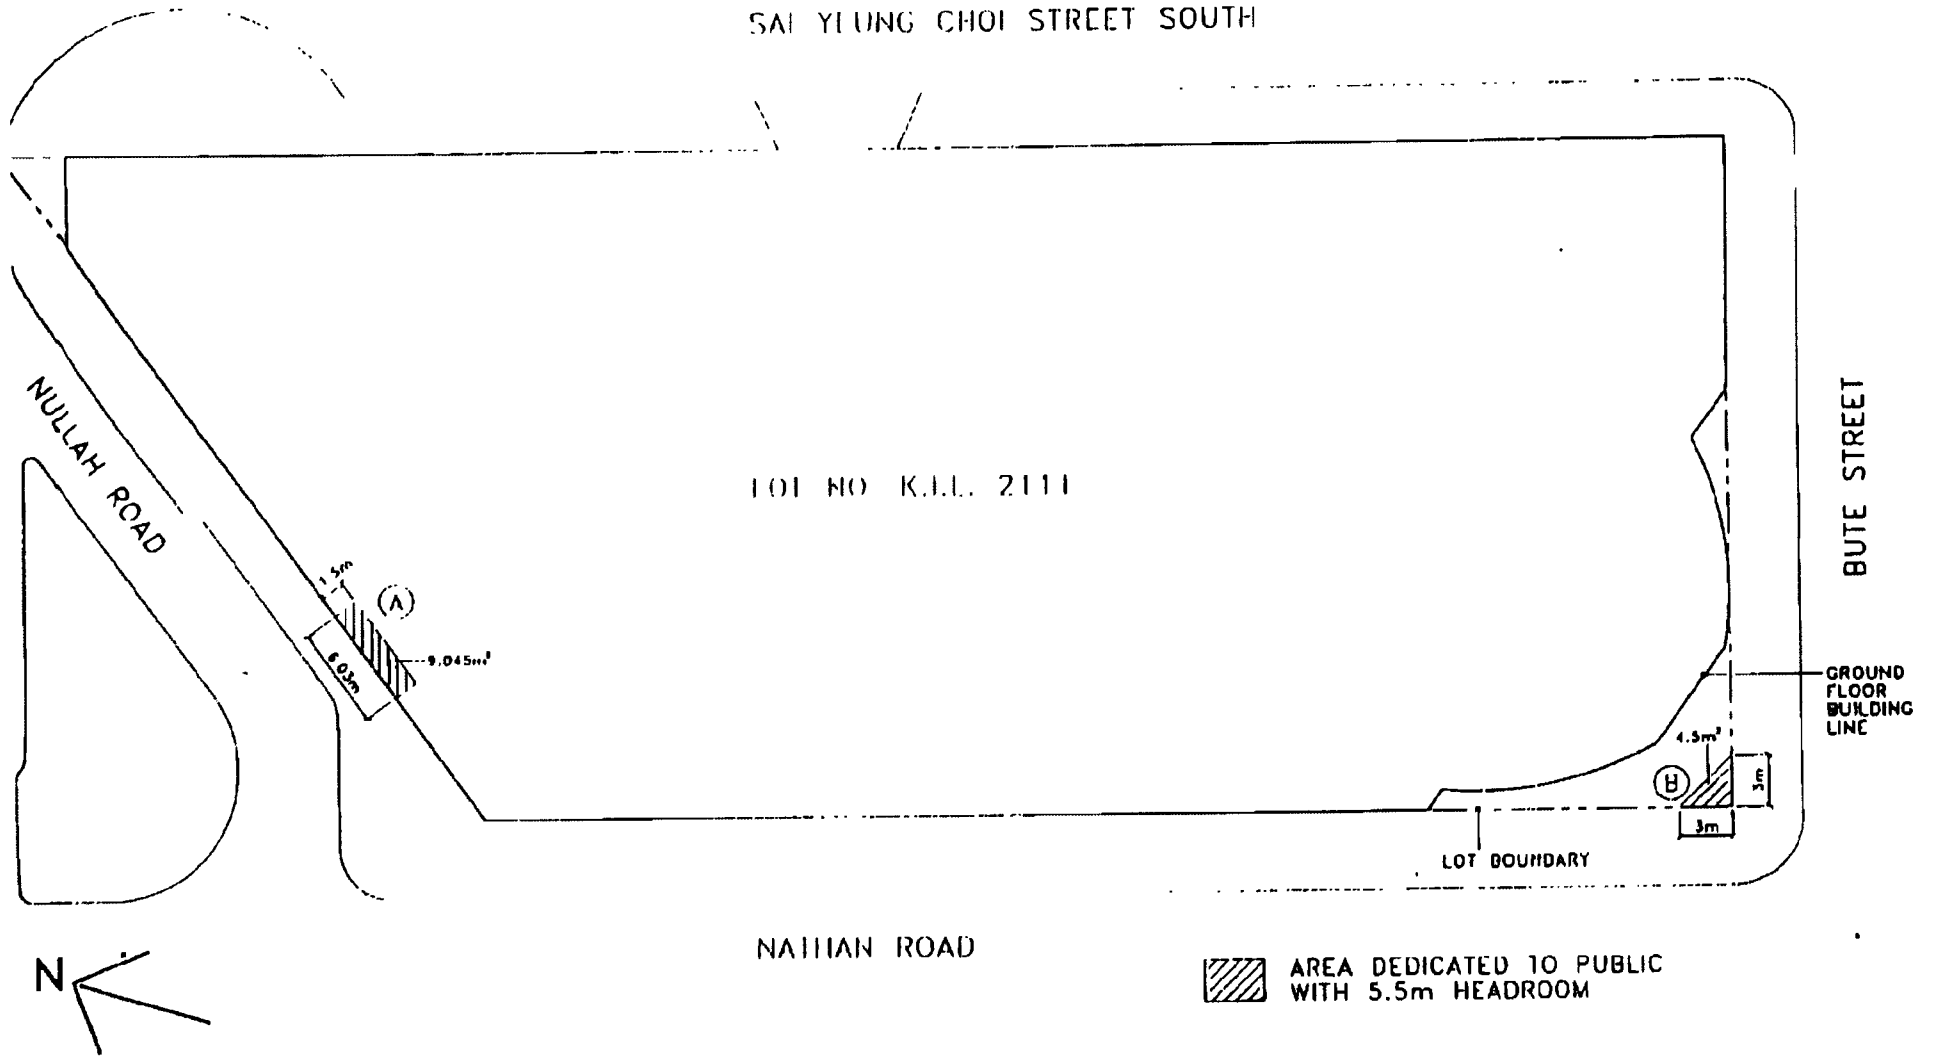 SAI YEUNG CHOI STREET SOUTH
NULLAH ROAD
LOT NO K.I.L. 2111
BUTE STREET
1.5m
A
9.045m²
6.03m
GROUND
FLOOR
BUILDING
LINE
4.5m²
B
3m
3m
LOT BOUNDARY
NATHAN ROAD
N
AREA DEDICATED TO PUBLIC
WITH 5.5m HEADROOM